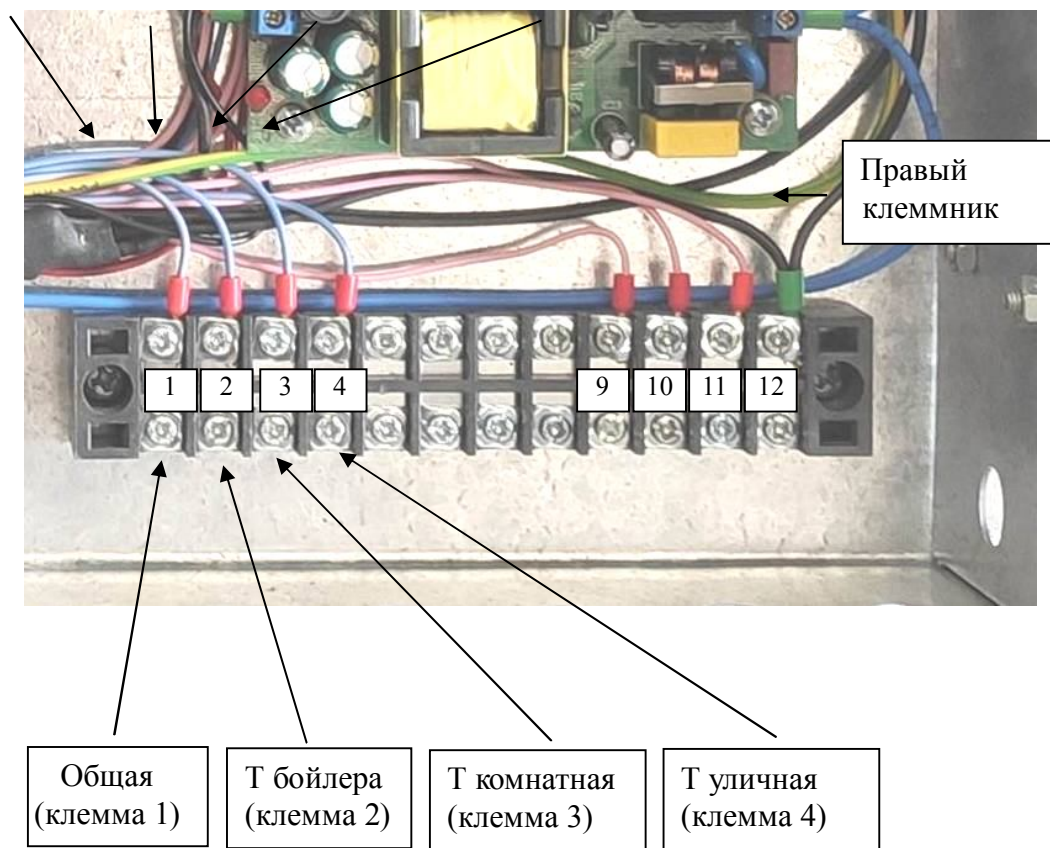 Правый
клеммник
1 2 3 4 9 10 11 12
Общая
(клемма 1)
Т бойлера
(клемма 2)
Т комнатная
(клемма 3)
Т уличная
(клемма 4)